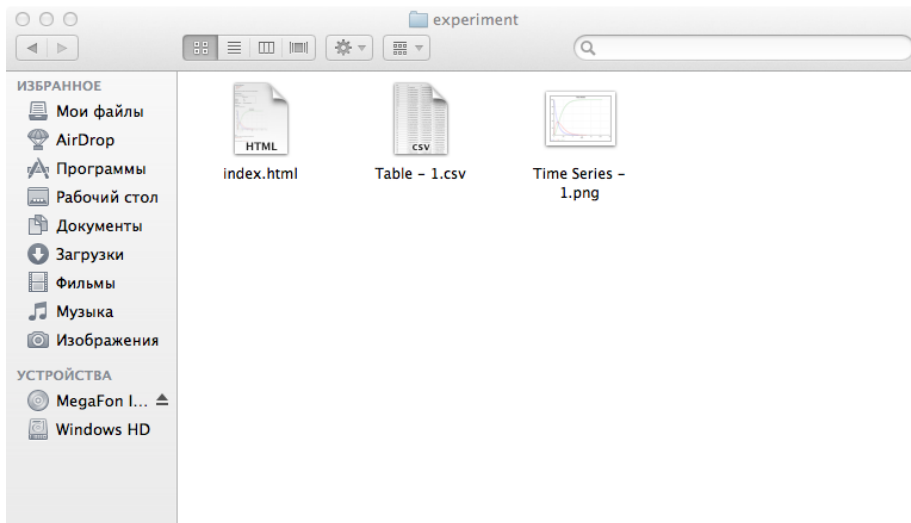 experiment
ИЗБРАННОЕ
Мои файлы
AirDrop
Программы
Рабочий стол
Документы
Загрузки
Фильмы
Музыка
Изображения
УСТРОЙСТВА
MegaFon I...
Windows HD
HTML
index.html
CSV
Table – 1.csv
Time Series –
1.png